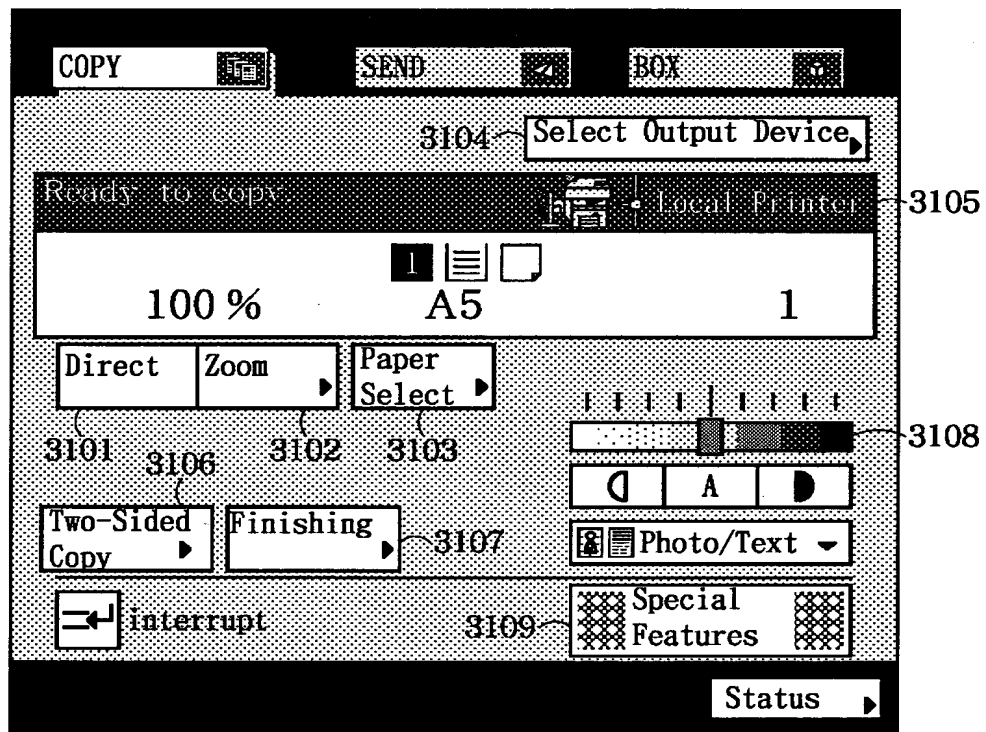 COPY SEND BOX
3104 Select Output Device
Ready to copy. Local Printer 3105
1
100 % A5 1
Direct Zoom Paper
Select
3101 3102 3103 3108
3106
A
Two-Sided
Copy
Finishing 3107 Photo/Text
interrupt 3109 Special
Features
Status